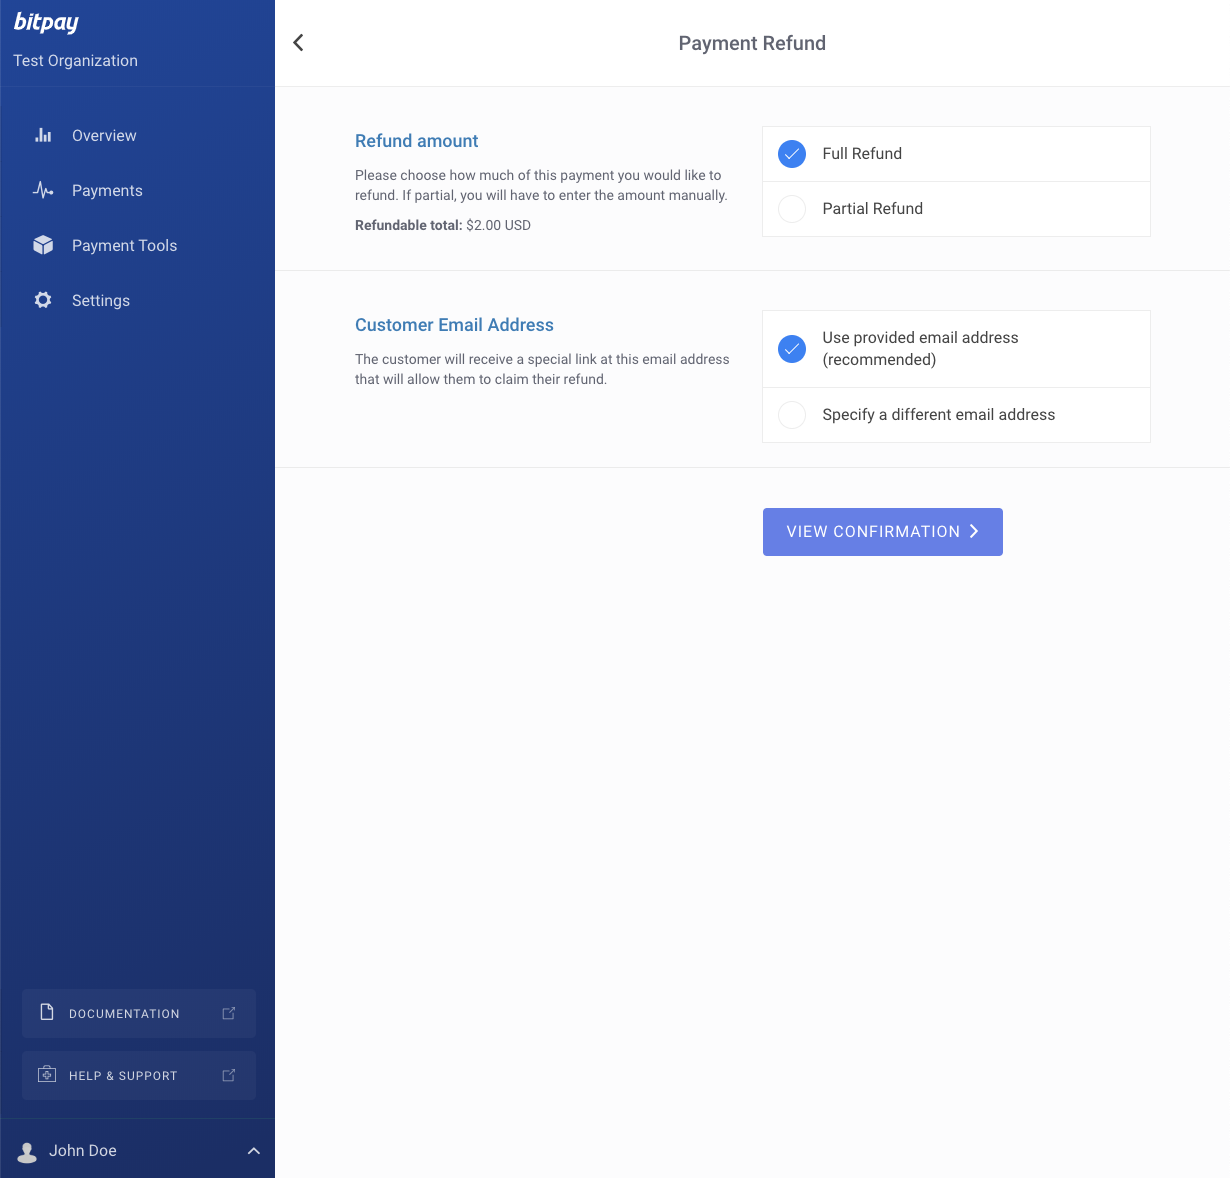 bitpay
Test Organization
Overview
Payments
Payment Tools
Settings
DOCUMENTATION
HELP & SUPPORT
John Doe
Payment Refund
Refund amount
Please choose how much of this payment you would like to
refund. If partial, you will have to enter the amount manually.
Refundable total: $2.00 USD
Full Refund
Partial Refund
Customer Email Address
The customer will receive a special link at this email address
that will allow them to claim their refund.
Use provided email address
(recommended)
Specify a different email address
VIEW CONFIRMATION